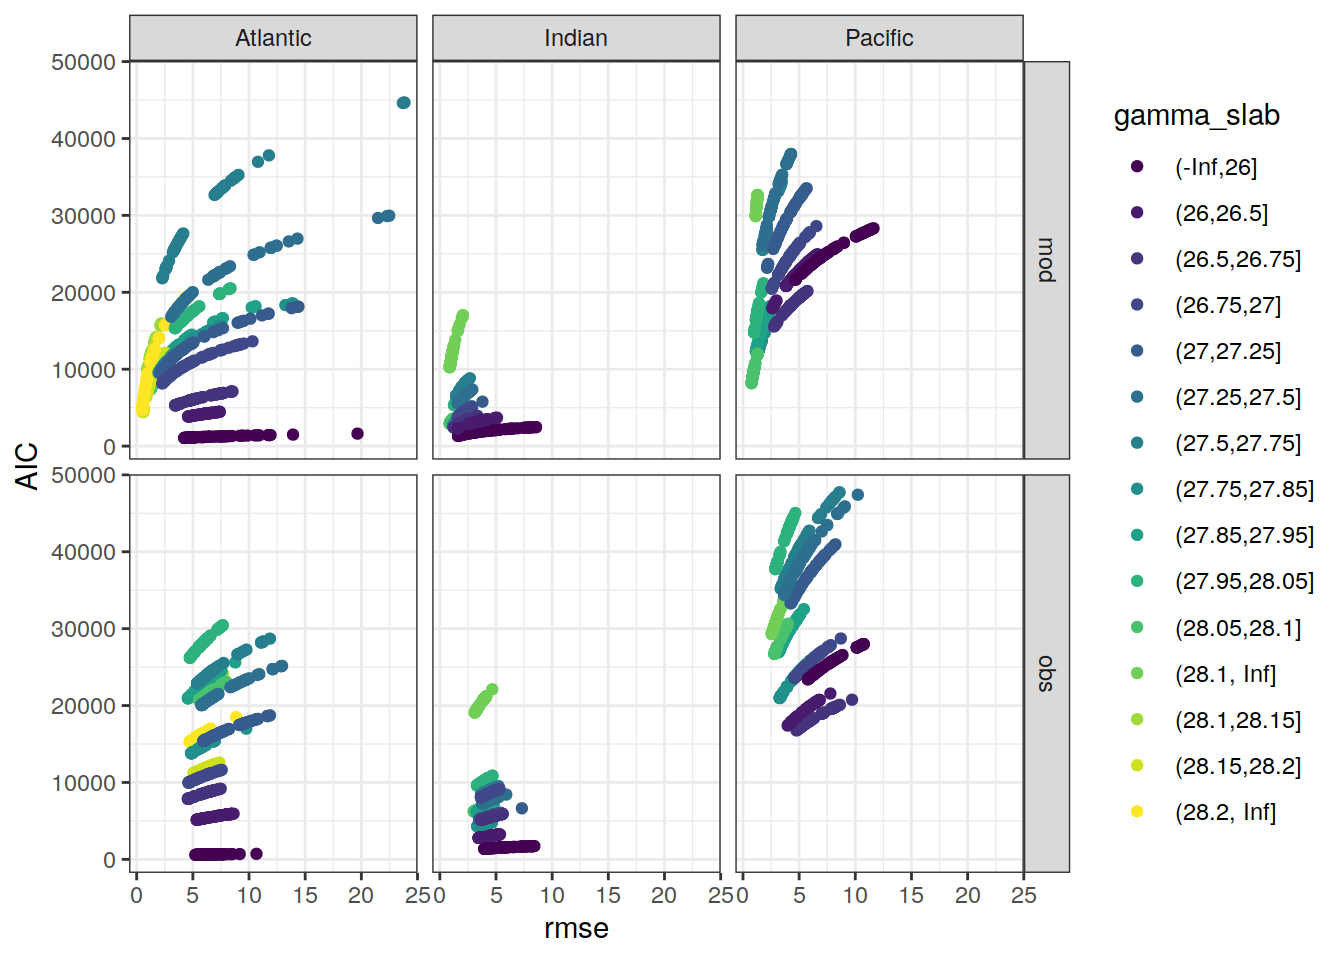 Atlantic Indian Pacific
gamma_slab
(-Inf,26]
(26,26.5]
(26.5,26.75]
(26.75,27]
(27,27.25]
(27.25,27.5]
(27.5,27.75]
(27.75,27.85]
(27.85,27.95]
(27.95,28.05]
(28.05,28.1]
(28.1, Inf]
(28.1,28.15]
(28.15,28.2]
(28.2, Inf]
mod
obs
AIC
50000
40000
30000
20000
10000
0
50000
40000
30000
20000
10000
0
0 5 10 15 20 25 0 5 10 15 20 25 0 5 10 15 20 25
rmse